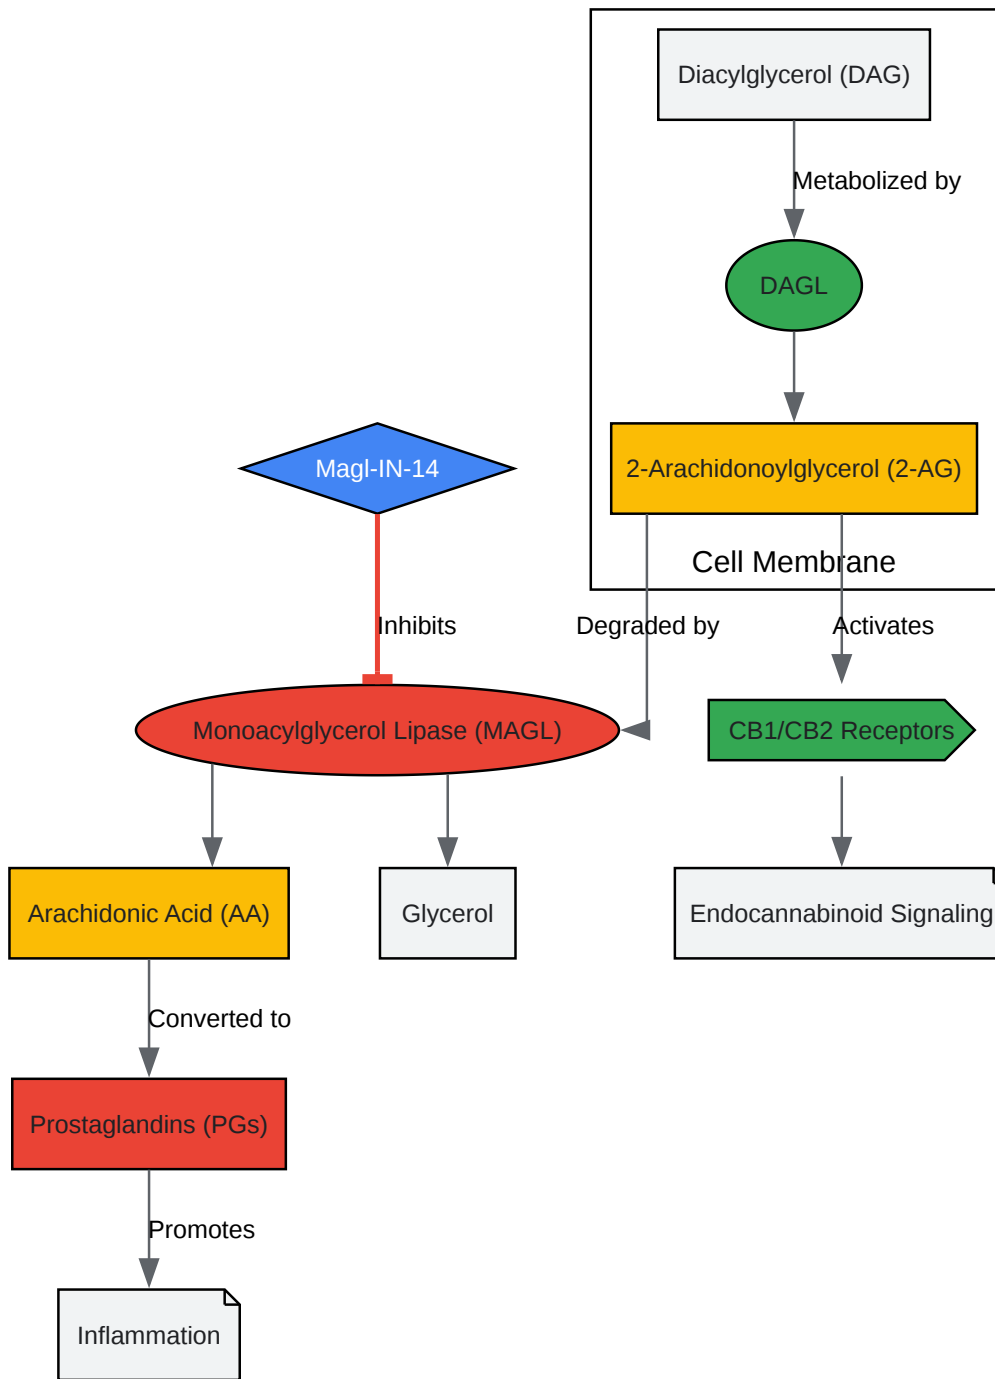 Diacylglycerol (DAG)
Metabolized by
DAGL
Magl-IN-14
2-Arachidonoylglycerol (2-AG)
Cell Membrane
Inhibits
Degraded by
Activates
Monoacylglycerol Lipase (MAGL)
CB1/CB2 Receptors
Arachidonic Acid (AA)
Glycerol
Endocannabinoid Signaling
Converted to
Prostaglandins (PGs)
Promotes
Inflammation